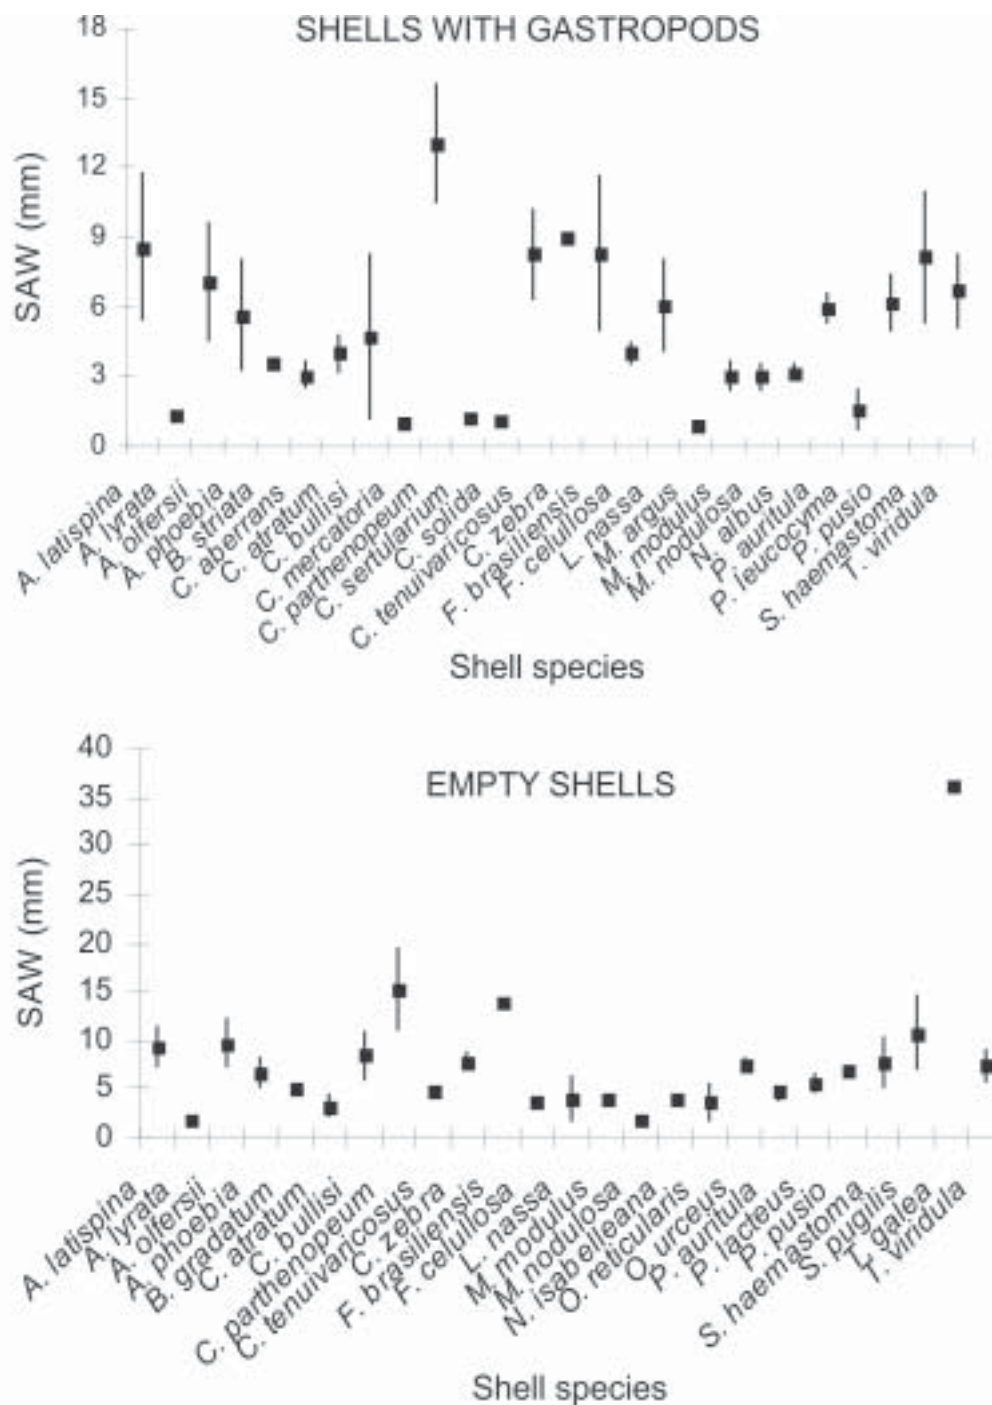 SHELLS WITH GASTROPODS
SAW (mm)
18
15
12
9
6
3
0
A. latispina
A. lyrata
A. olfersii
A. phoebia
B. striata
C. aberrans
C. atratum
C. bullisi
C. mercatoria
C. parthenopeum
C. sertularium
C. solida
C. tenuivaricosus
C. zebra
F. brasiliensis
F. celulosa
L. nassa
M. argus
M. modulus
M. nodulosa
N. albus
P. auritula
P. leucocyma
P. pusio
S. haemastoma
T. viridula
Shell species
EMPTY SHELLS
SAW (mm)
40
35
30
25
20
15
10
5
0
A. latispina
A. lyrata
A. olfersii
A. phoebia
B. gradatum
C. atratum
C. bullisi
C. parthenopeum
C. tenuivaricosus
C. zebra
F. brasiliensis
F. celulosa
L. nassa
M. modulus
M. nodulosa
N. isabelleana
O. reticularis
O. urceus
P. auritula
P. lacteus
P. pusio
S. haemastoma
S. pugilis
T. galea
T. viridula
Shell species